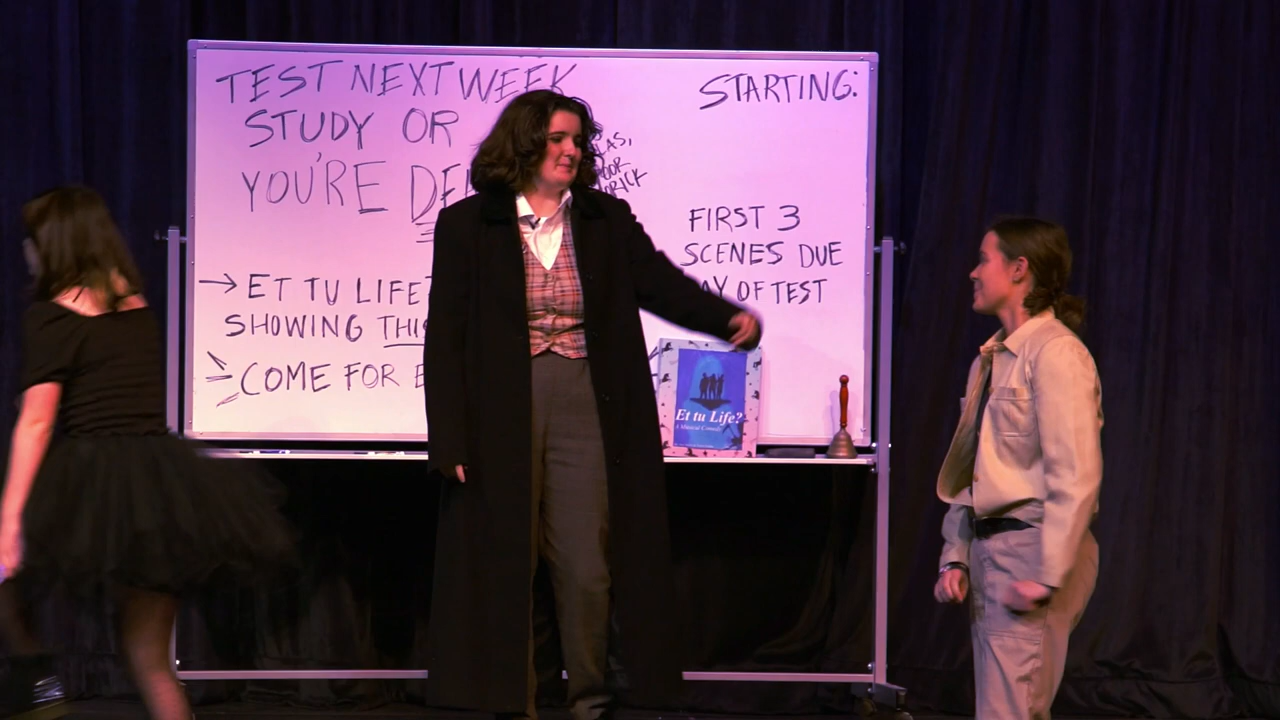 TEST NEXT WEEK
STUDY OR
YOU'RE
→ ET TU LIFE
SHOWING
COME FOR
STARTING:
FIRST 3
SCENES DUE
OF TEST
Et tu Life?
A Musical Comedy